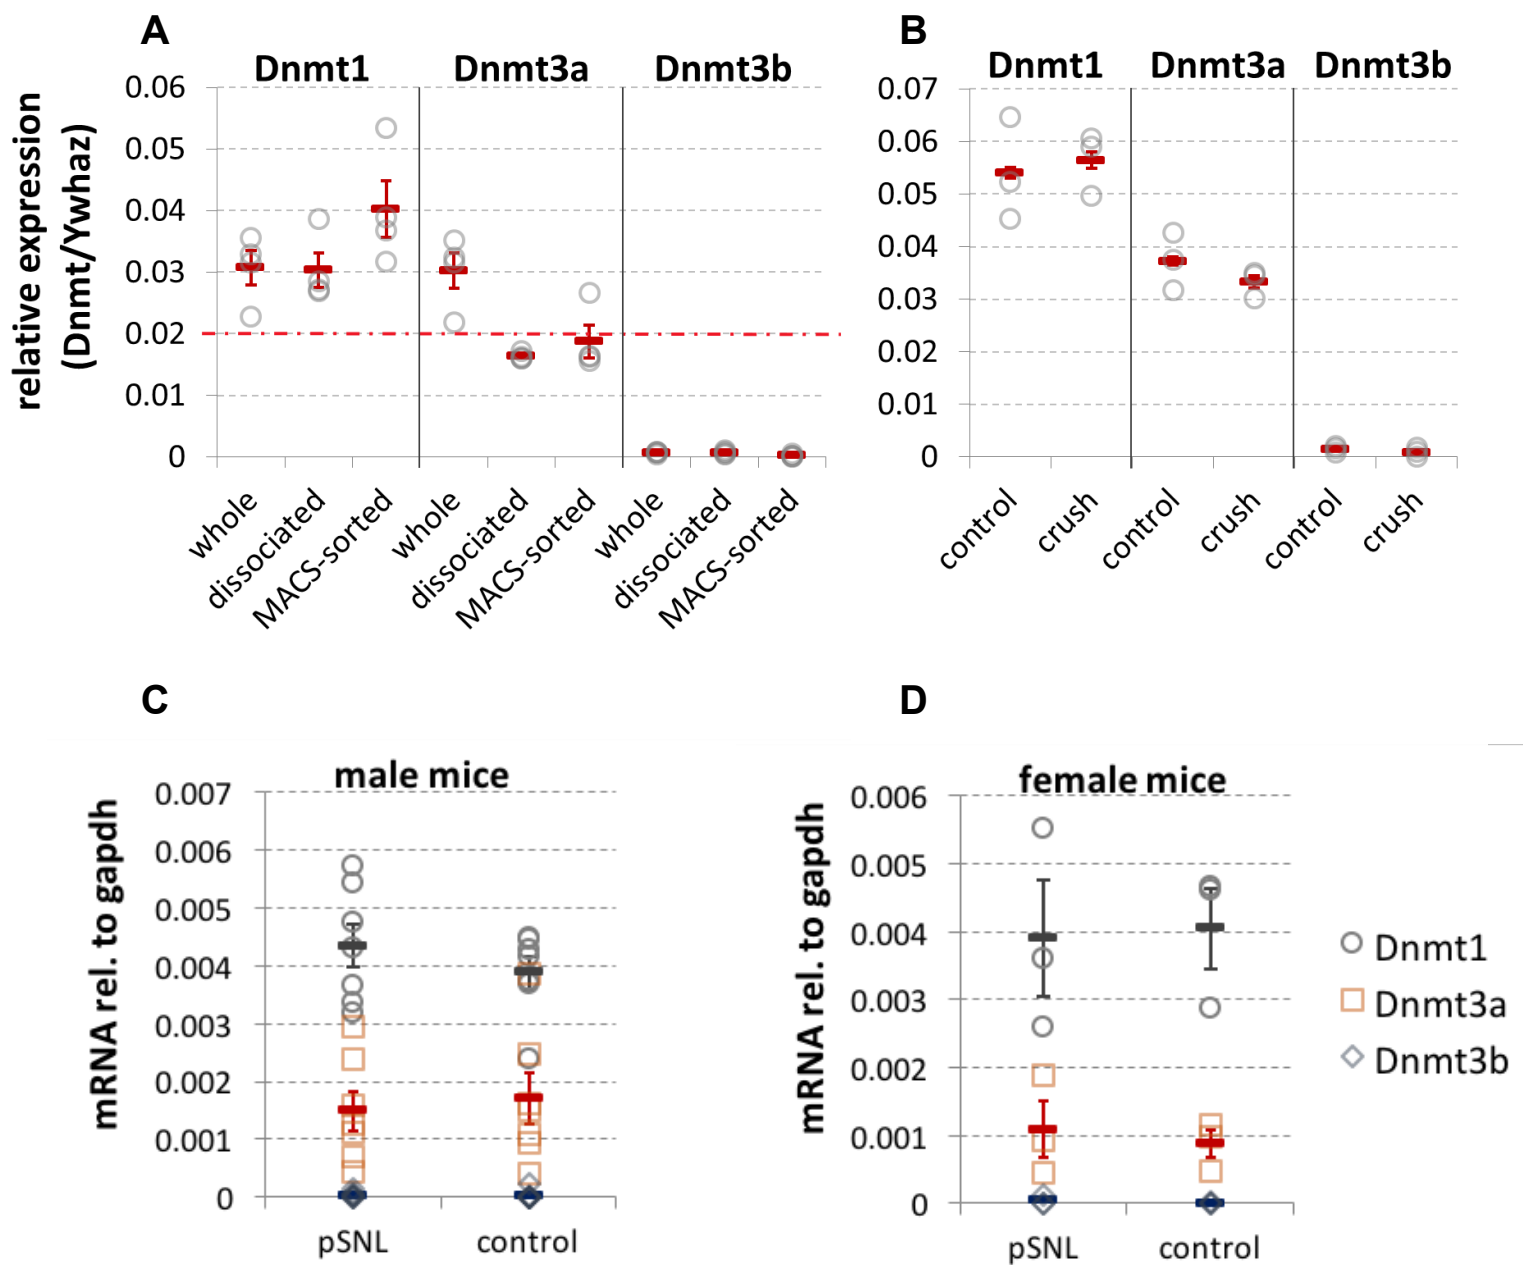 A
Dnmt1 Dnmt3a Dnmt3b
relative expression
(Dnmt/Ywhaz)
0.06
0.05
0.04
0.03
0.02
0.01
0
whole
dissociated
MACS-sorted
whole
dissociated
MACS-sorted
whole
dissociated
MACS-sorted
B
Dnmt1 Dnmt3a Dnmt3b
0.07
0.06
0.05
0.04
0.03
0.02
0.01
0
control
crush
control
crush
control
crush
C
male mice
mRNA rel. to gapdh
0.007
0.006
0.005
0.004
0.003
0.002
0.001
0
pSNL control
D
female mice
mRNA rel. to gapdh
0.006
0.005
0.004
0.003
0.002
0.001
0
pSNL control
Dnmt1
Dnmt3a
Dnmt3b